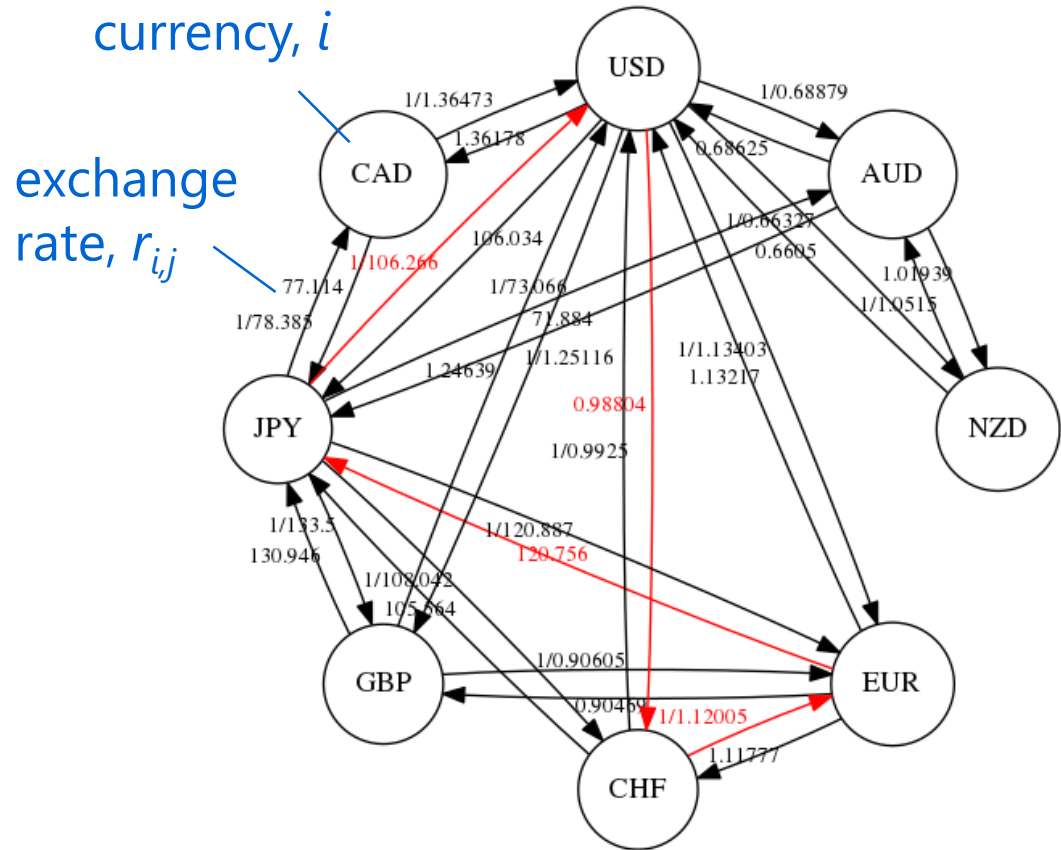 currency, i
USD
1/1.36473
1/0.68879
1.36178
0.68625
CAD
AUD
exchange
rate, r i,j
1/0.66327
106.034
0.6605
1/106.266
1.01939
77.114
1/73.066
1/1.0515
1/78.385
71.884
1/1.25116
1/1.13403
1.24639
1.13217
0.98804
JPY
NZD
1/0.9925
1/133.5
1/120.887
130.946
120.756
1/108.042
105.564
1/0.90605
GBP
EUR
0.90469
1/1.12005
1.11777
CHF